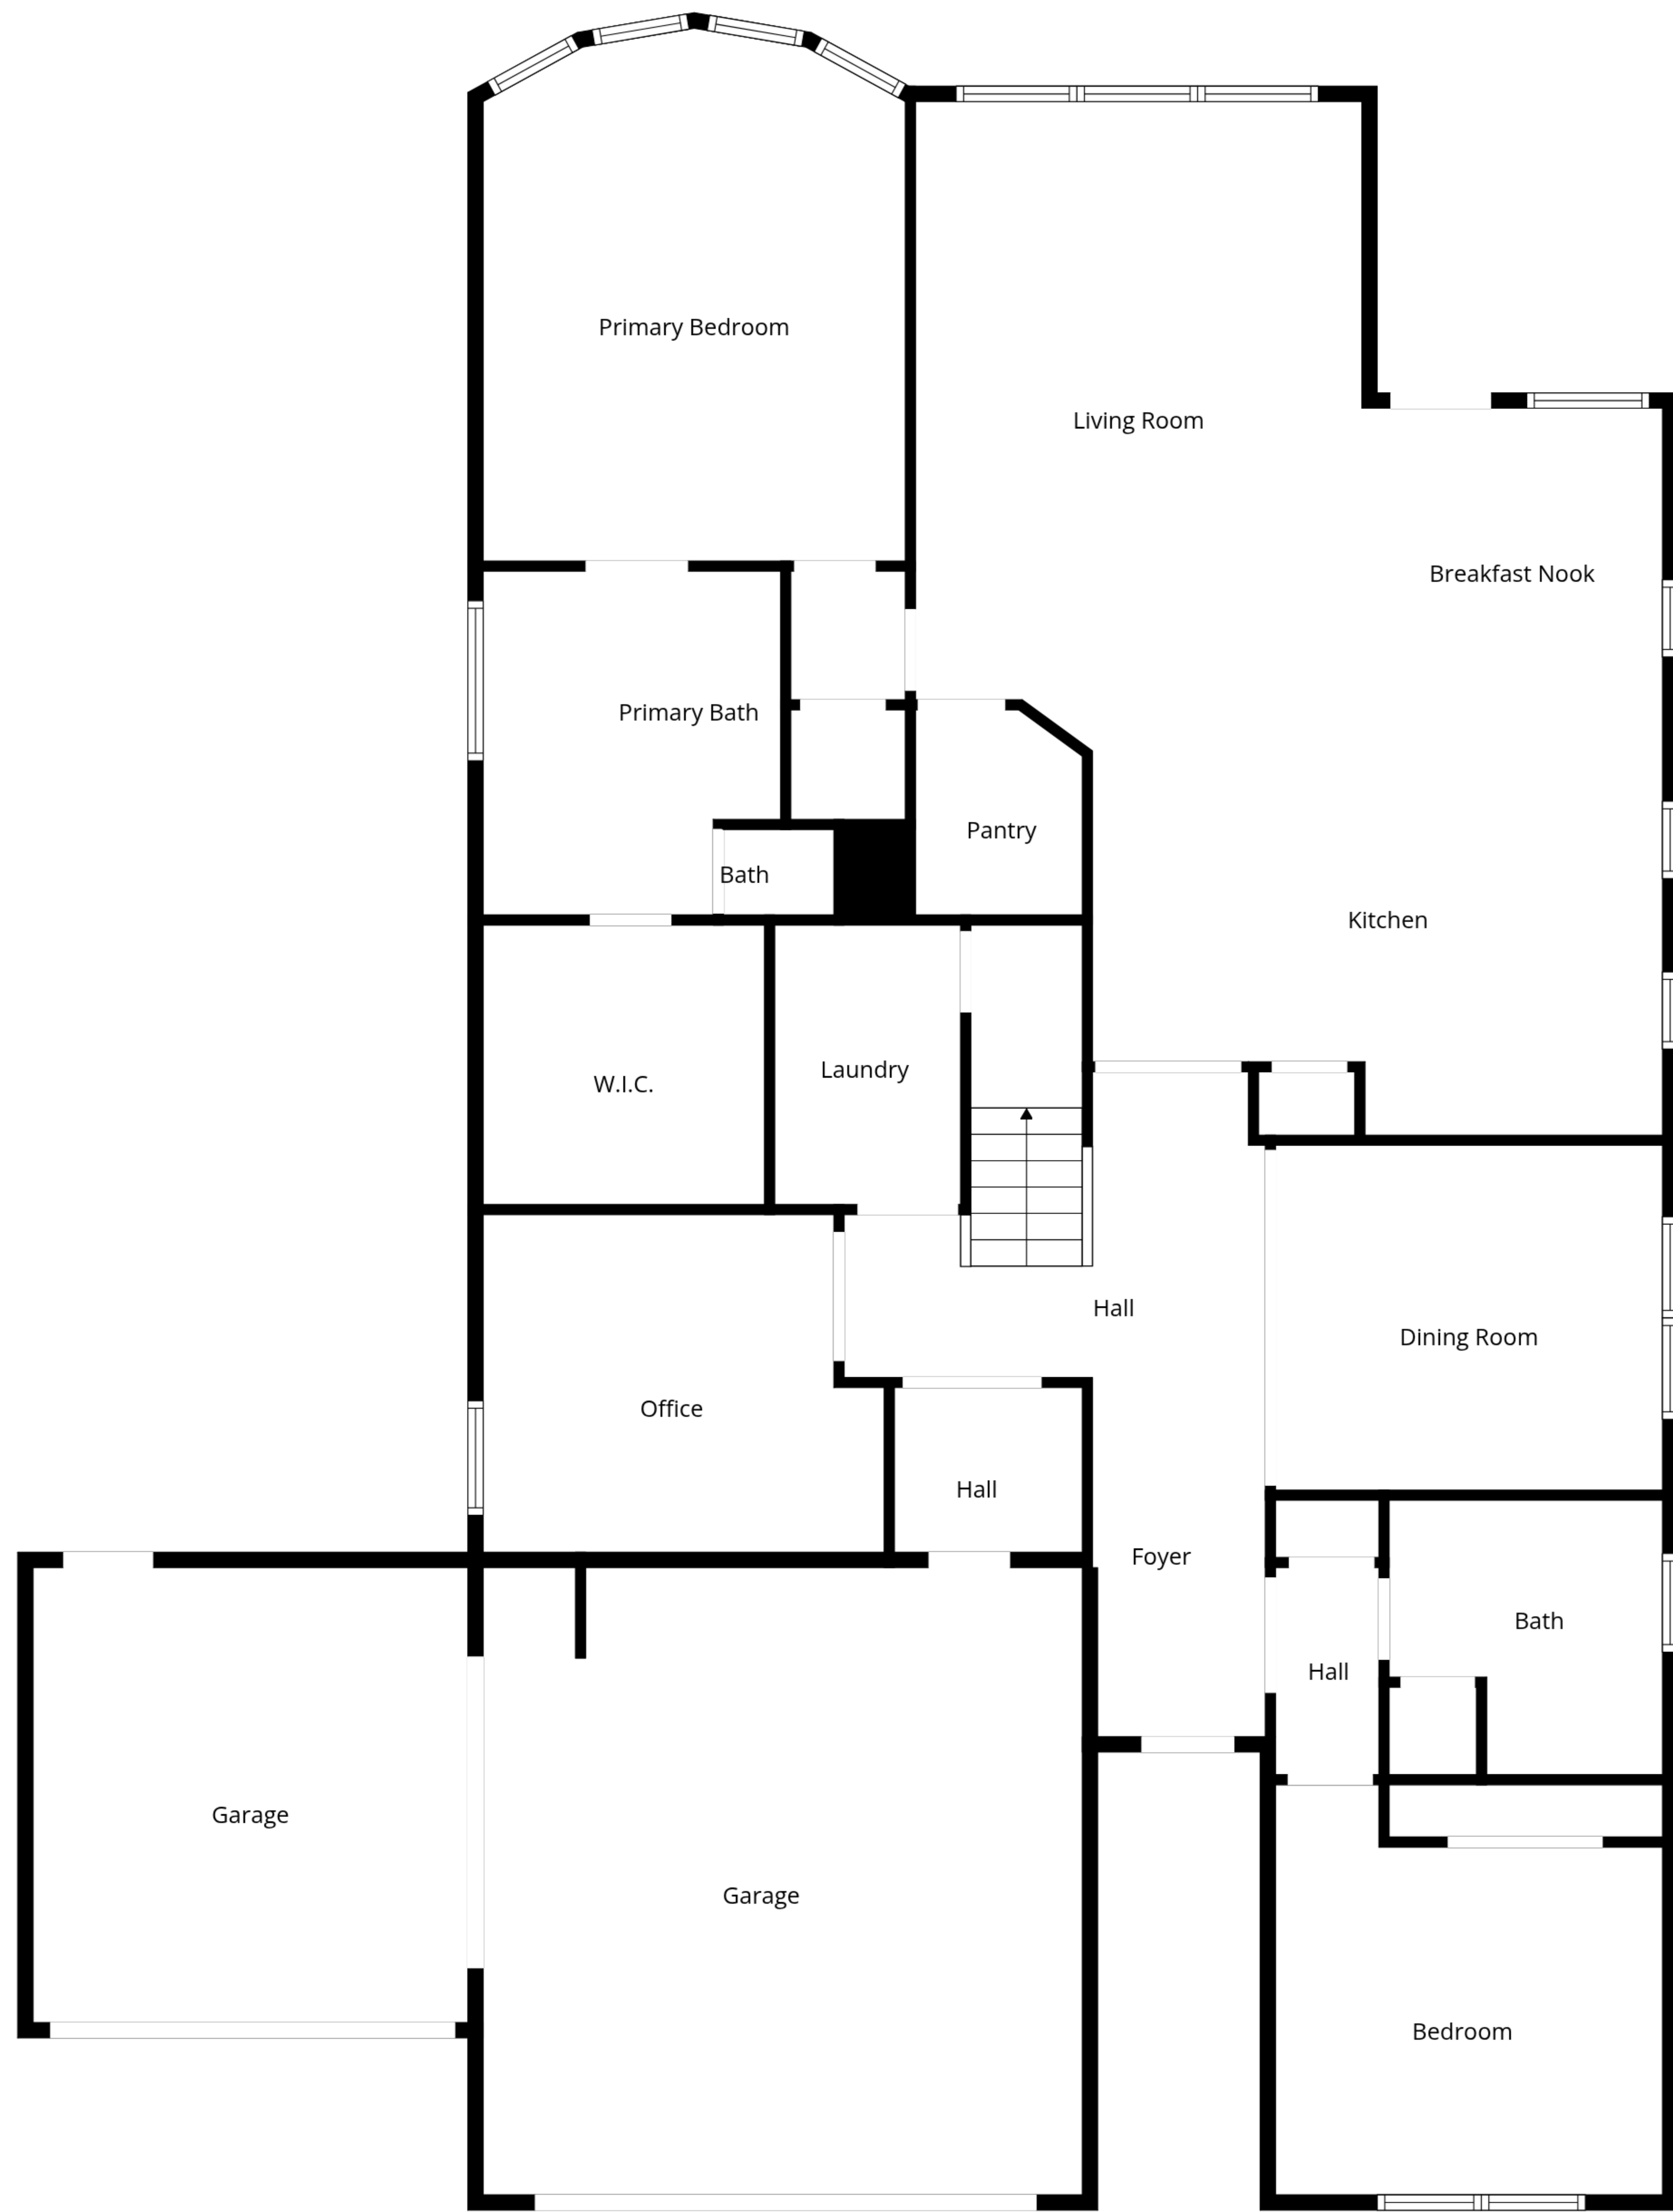 Primary Bedroom
Living Room
Breakfast Nook
Primary Bath
Pantry
Bath
Kitchen
W.I.C.
Laundry
Hall
Dining Room
Office
Hall
Foyer
Bath
Hall
Garage
Garage
Bedroom